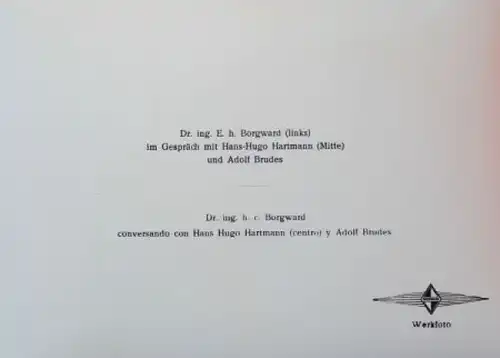 Dr. ing. E. h. Borgward (links)
im Gespräch mit Hans-Hugo Hartmann (Mitte)
und Adolf Brudes
Dr. ing. h. c. Borgward
conversando con Hans Hugo Hartmann (centro) y Adolf Brudes
Werkfoto